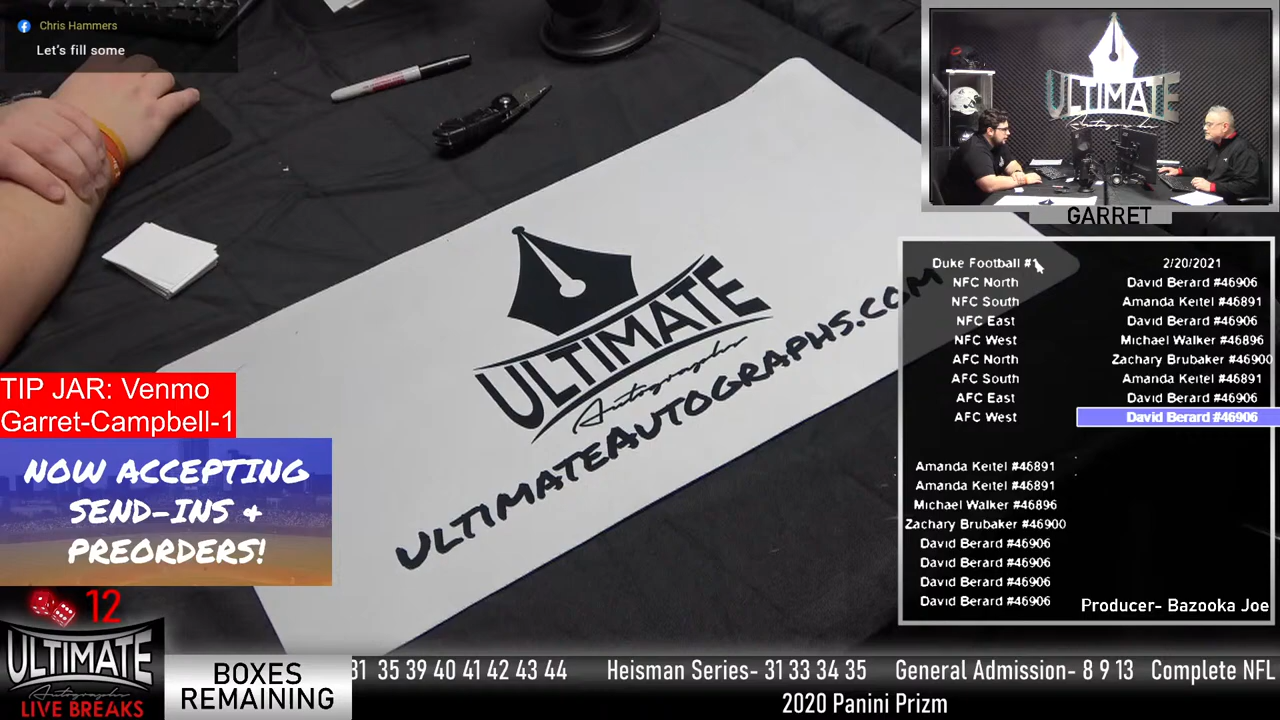 Chris Hammers
Let's fill some
ULTIMATE
Autographs
GARRET
ULTIMATE
Autographs
ULTIMATEAUTOGRAPHS.COM
Duke Football #1 2/20/2021
NFC North David Berard #46906
NFC South Amanda Keitel #46891
NFC East David Berard #46906
NFC West Michael Walker #46896
AFC North Zachary Brubaker #46900
AFC South Amanda Keitel #46891
AFC East David Berard #46906
AFC West David Berard #46906
Amanda Keitel #46891
Amanda Keitel #46891
Michael Walker #46896
Zachary Brubaker #46900
David Berard #46906
David Berard #46906
David Berard #46906
David Berard #46906
Producer- Bazooka Joe
TIP JAR: Venmo
Garret-Campbell-1
NOW ACCEPTING
SEND-INS &
PREORDERS!
12
ULTIMATE
Autographs
LIVE BREAKS
BOXES
REMAINING
31 35 39 40 41 42 43 44 Heisman Series- 31 33 34 35 General Admission- 8 9 13 Complete NFL
2020 Panini Prizm